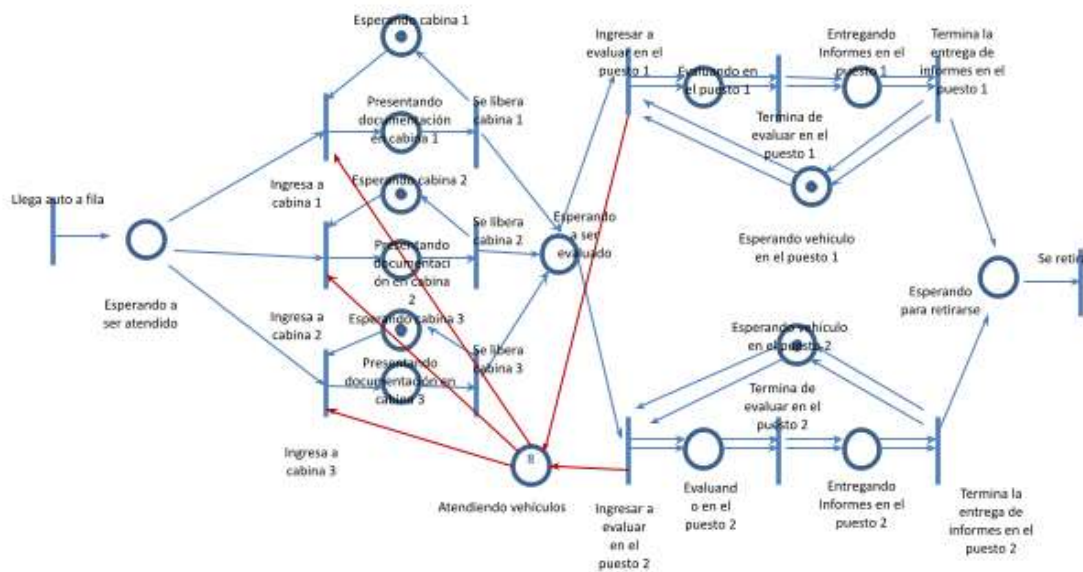 Esperando cabina 1
Presentando
documentación
en cabina 1
Se libera
cabina 1
Ingresa a
cabina 1
Esperando cabina 2
Se libera
cabina 2
Presentando
documentaci
ón en cabina
2
Llega auto a fila
Esperando a
ser atendido
Ingresa a
cabina 2
Esperando cabina 3
Se libera
cabina 3
Presentando
documentación en
cabina 3
Ingresa a
cabina 3
Esperando
a ser
evaluado
8
Atendiendo vehículos
Ingresar a
evaluar en el
puesto 1
Evaluando en
el puesto 1
Entregando
Informes en el
puesto 1
Termina la
entrega de
informes en el
puesto 1
Termina de
evaluar en el
puesto 1
Esperando vehículo
en el puesto 1
Se retira
Esperando
para retirarse
Esperando vehículo
en el puesto 2
Termina de
evaluar en el
puesto 2
Ingresar a
evaluar
en el
puesto 2
Evaluand
o en el
puesto 2
Entregando
Informes en el
puesto 2
Termina la
entrega de
informes en el
puesto 2